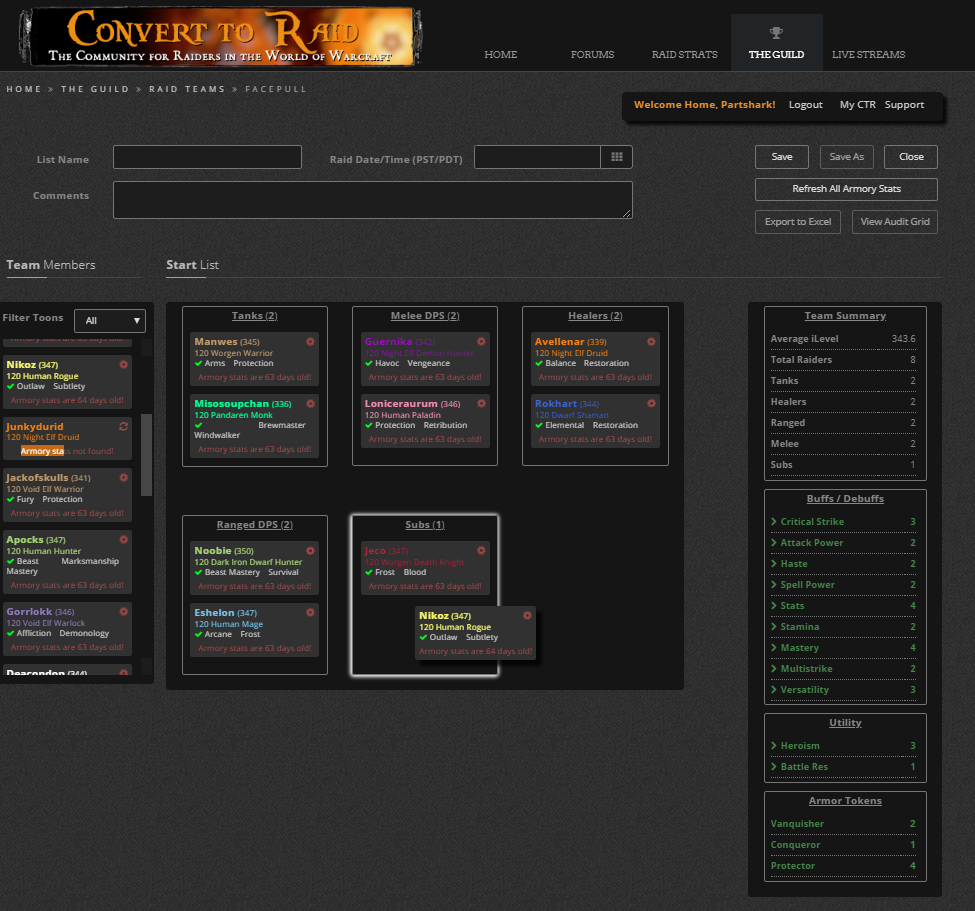 Convert to Raid
The Community for Raiders in the World of Warcraft
HOME
FORUMS
RAID STRATS
THE GUILD
LIVE STREAMS
HOME » THE GUILD » RAID TEAMS » FACEPULL
Welcome Home, Partshark! Logout My CTR Support
List Name
Raid Date/Time (PST/PDT)
Save
Save As
Close
Comments
Refresh All Armory Stats
Export to Excel
View Audit Grid
Team Members
Filter Toons
All
Nikoz (347)
120 Human Rogue
Outlaw Subtlety
Armory stats are 64 days old!
Junkydurid
120 Night Elf Druid
Armory stats not found!
Jackofskulls (341)
120 Void Elf Warrior
Fury Protection
Armory stats are 63 days old!
Apocks (347)
120 Human Hunter
Beast Marksmanship
Mastery
Armory stats are 63 days old!
Gorrlokk (346)
120 Void Elf Warlock
Affliction Demonology
Armory stats are 63 days old!
Deacondon (344)
Start List
Tanks (2)
Manwes (345)
120 Worgen Warrior
Arms Protection
Armory stats are 63 days old!
Misosoupchan (336)
120 Pandaren Monk
Brewmaster
Windwalker
Armory stats are 63 days old!
Melee DPS (2)
Guernika (342)
120 Night Elf Demon Hunter
Havoc Vengeance
Armory stats are 63 days old!
Loniceraurum (346)
120 Human Paladin
Protection Retribution
Armory stats are 63 days old!
Healers (2)
Avellenar (339)
120 Night Elf Druid
Balance Restoration
Armory stats are 63 days old!
Rokhart (344)
120 Dwarf Shaman
Elemental Restoration
Armory stats are 63 days old!
Ranged DPS (2)
Noobie (350)
120 Dark Iron Dwarf Hunter
Beast Mastery Survival
Armory stats are 63 days old!
Eshelon (347)
120 Human Mage
Arcane Frost
Armory stats are 63 days old!
Subs (1)
Jeco (347)
120 Worgen Death Knight
Frost Blood
Armory stats are 63 days old!
Nikoz (347)
120 Human Rogue
Outlaw Subtlety
Armory stats are 64 days old!
Team Summary
Average iLevel 343.6
Total Raiders 8
Tanks 2
Healers 2
Ranged 2
Melee 2
Subs 1
Buffs / Debuffs
Critical Strike 3
Attack Power 2
Haste 2
Spell Power 2
Stats 4
Stamina 2
Mastery 4
Multistrike 2
Versatility 3
Utility
Heroism 3
Battle Res 1
Armor Tokens
Vanquisher 2
Conqueror 1
Protector 4